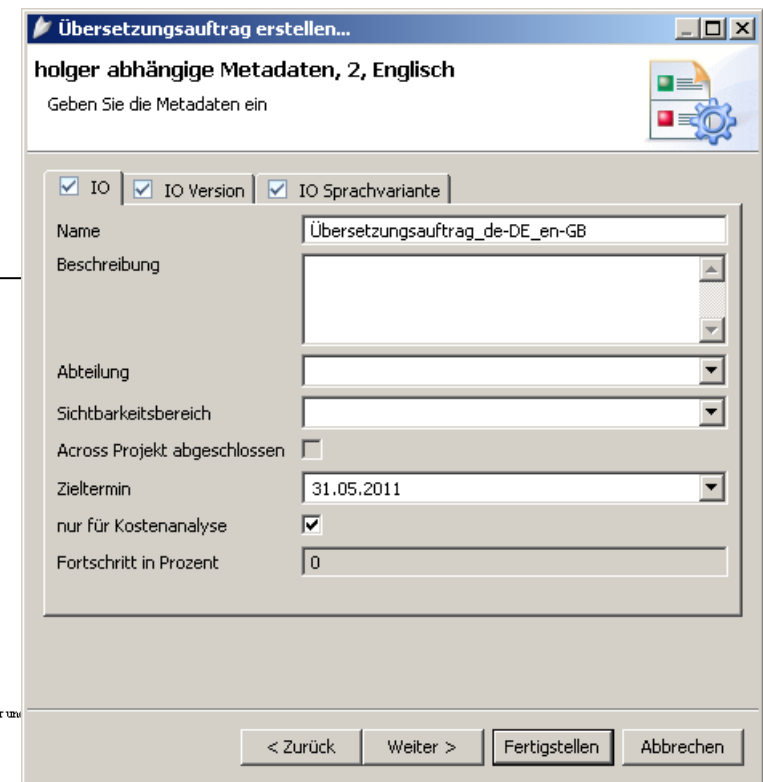 Übersetzungsauftrag erstellen...
holger abhängige Metadaten, 2, Englisch
Geben Sie die Metadaten ein
IO IO Version IO Sprachvariante
Name Übersetzungsauftrag_de-DE_en-GB
Beschreibung
Abteilung
Sichtbarkeitsbereich
Across Projekt abgeschlossen
Zieltermin 31.05.2011
nur für Kostenanalyse
Fortschritt in Prozent 0
< Zurück Weiter > Fertigstellen Abbrechen